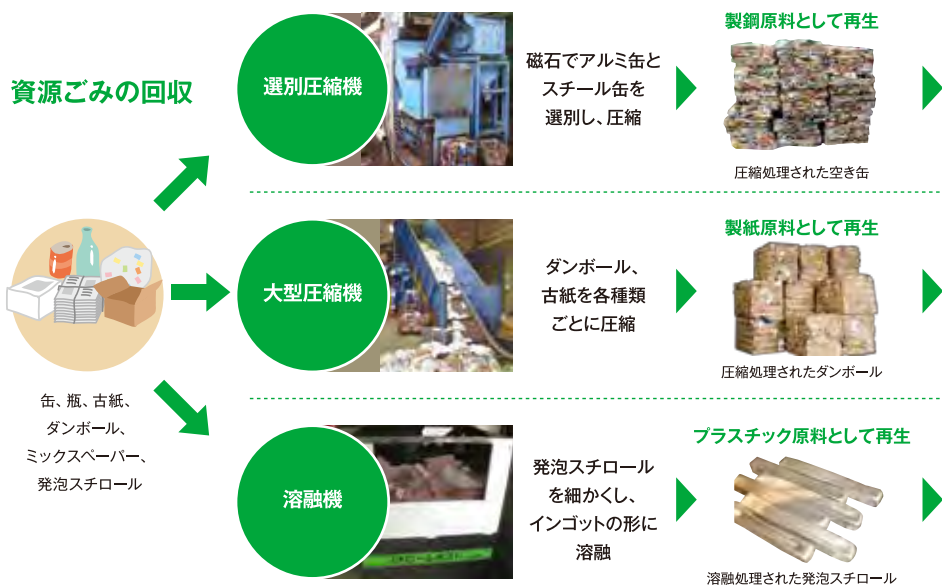 資源ごみの回収
缶、瓶、古紙、
ダンボール、
ミックスペーパー、
発泡スチロール
選別圧縮機
磁石でアルミ缶と
スチール缶を
選別し、圧縮
製鋼原料として再生
圧縮処理された空き缶
大型圧縮機
ダンボール、
古紙を各種類
ごとに圧縮
製紙原料として再生
圧縮処理されたダンボール
溶融機
発泡スチロール
を細かくし、
インゴットの形に
溶融
プラスチック原料として再生
溶融処理された発泡スチロール